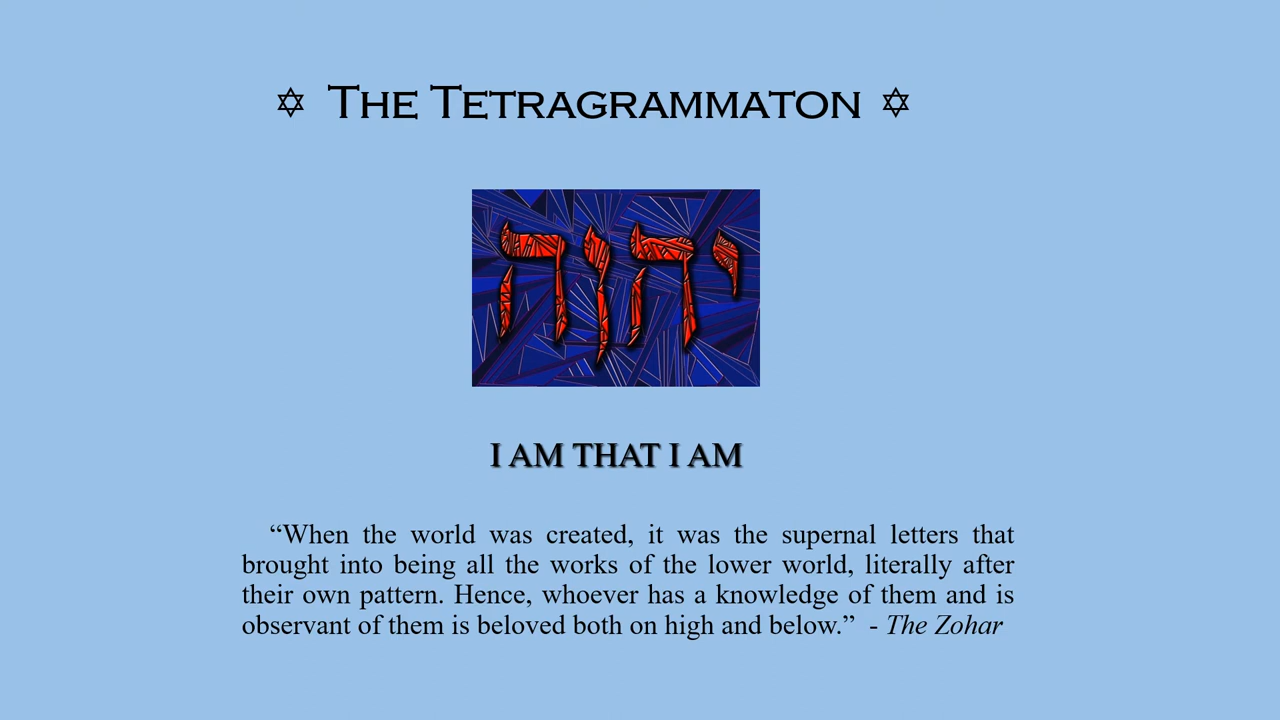 ✡ THE TETRAGRAMMATON ✡
יהוה
I AM THAT I AM
“When the world was created, it was the supernal letters that
brought into being all the works of the lower world, literally after
their own pattern. Hence, whoever has a knowledge of them and is
observant of them is beloved both on high and below.” - The Zohar